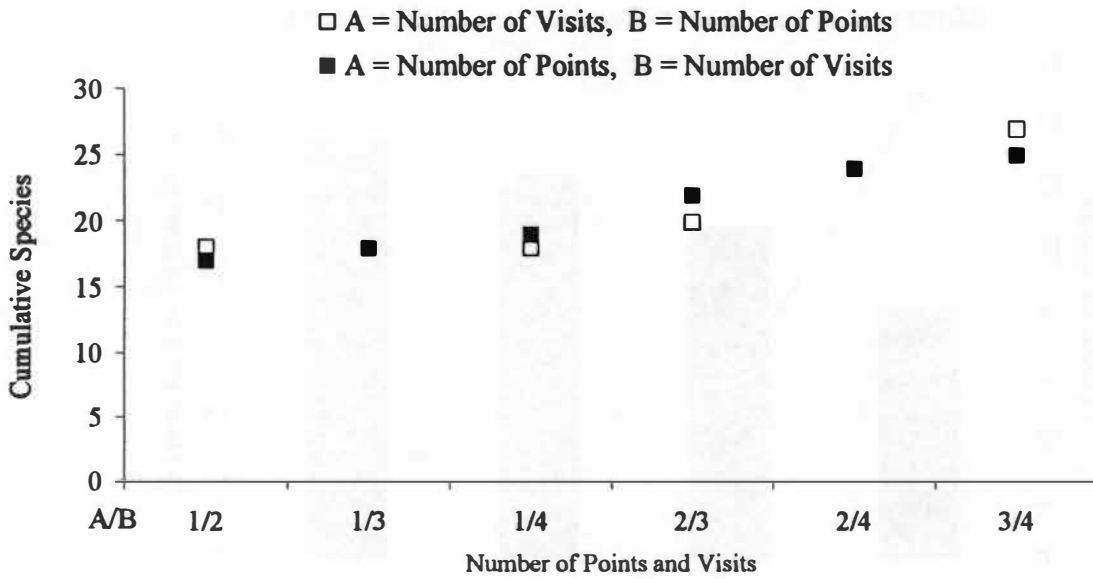 □ A = Number of Visits, B = Number of Points
■ A = Number of Points, B = Number of Visits
30
25
20
15
10
5
0
Cumulative Species
A/B 1/2 1/3 1/4 2/3 2/4 3/4
Number of Points and Visits